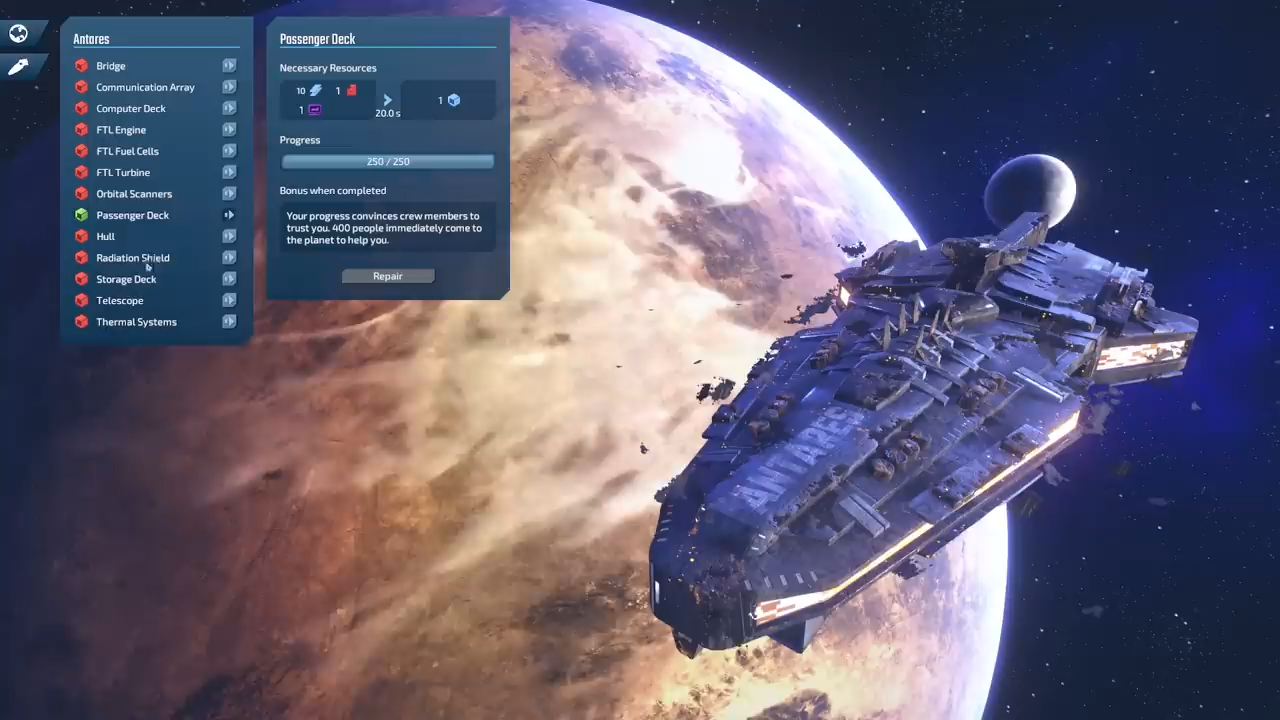 Antares
Bridge
Communication Array
Computer Deck
FTL Engine
FTL Fuel Cells
FTL Turbine
Orbital Scanners
Passenger Deck
Hull
Radiation Shield
Storage Deck
Telescope
Thermal Systems
Passenger Deck
Necessary Resources
10 1
1
20.0 s
1
Progress
250 / 250
Bonus when completed
Your progress convinces crew members to
trust you. 400 people immediately come to
the planet to help you.
Repair
ANTARES